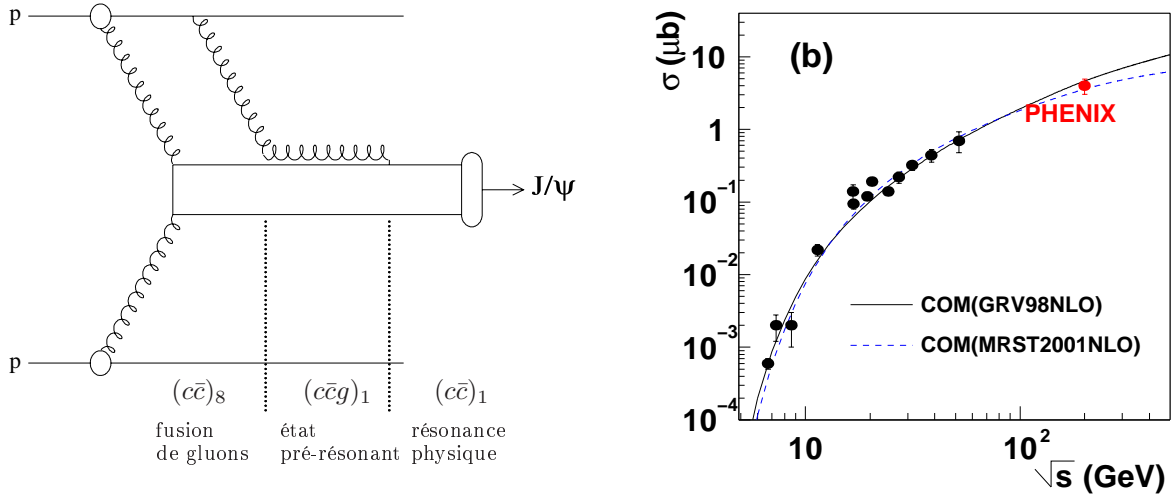 p
p
J/ψ
(cc̄)₈
(cc̄g)₁
(cc̄)₁
fusion
de gluons
état
pré-résonant
résonance
physique
(b)
σ (μb)
10
1
10⁻¹
10⁻²
10⁻³
10⁻⁴
PHENIX
COM(GRV98NLO)
COM(MRST2001NLO)
10
10²
√s (GeV)